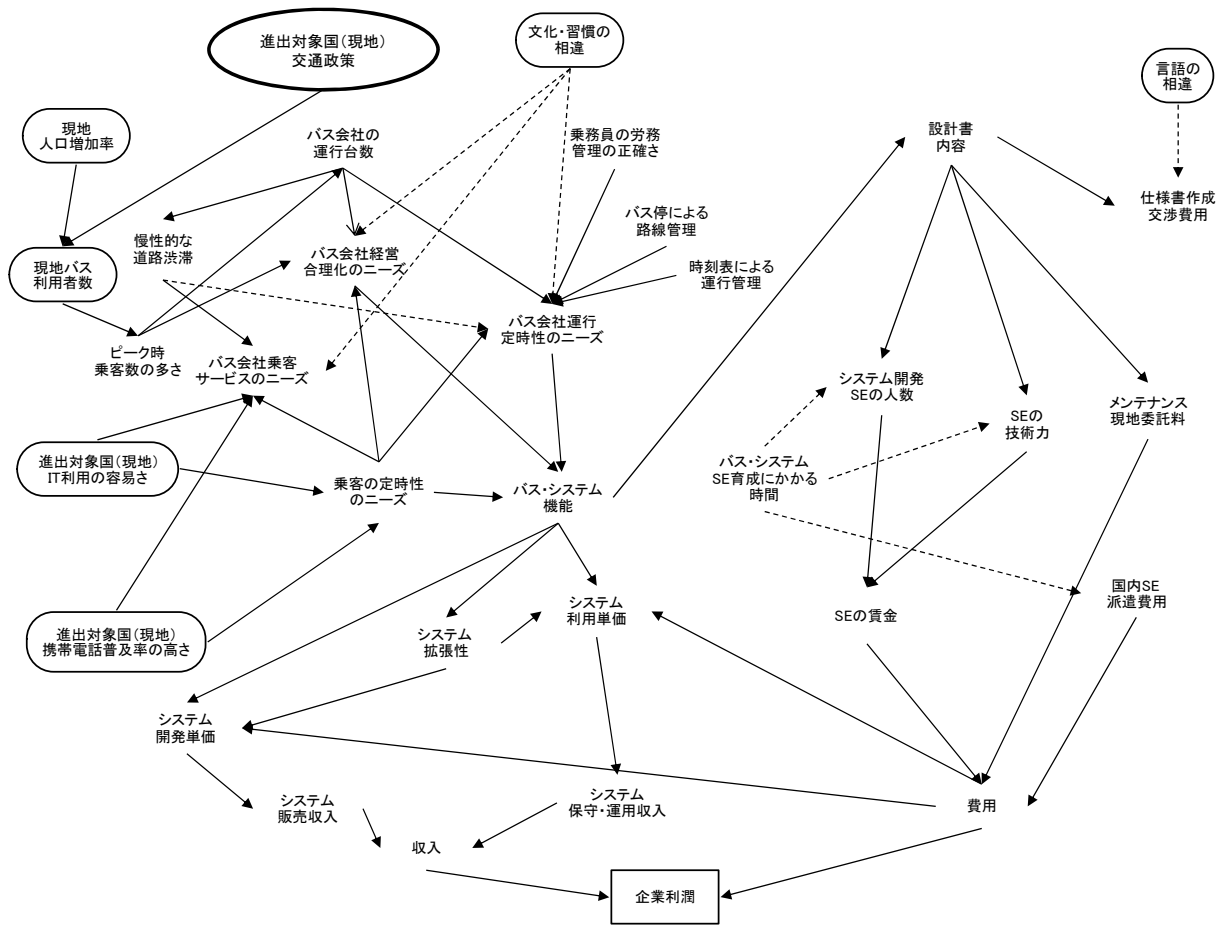 進出対象国(現地)
交通政策
文化・習慣の
相違
言語の
相違
現地
人口増加率
バス会社の
運行台数
乗務員の労務
管理の正確さ
設計書
内容
仕様書作成
交渉費用
バス停による
路線管理
慢性的な
道路渋滞
バス会社経営
合理化のニーズ
現地バス
利用者数
時刻表による
運行管理
バス会社運行
定時性のニーズ
ピーク時
乗客数の多さ
バス会社乗客
サービスのニーズ
システム開発
SEの人数
SEの
技術力
メンテナンス
現地委託料
進出対象国(現地)
IT利用の容易さ
乗客の定時性
のニーズ
バス・システム
機能
バス・システム
SE育成にかかる
時間
国内SE
派遣費用
システム
利用単価
SEの賃金
進出対象国(現地)
携帯電話普及率の高さ
システム
拡張性
システム
開発単価
システム
販売収入
システム
保守・運用収入
費用
収入
企業利潤